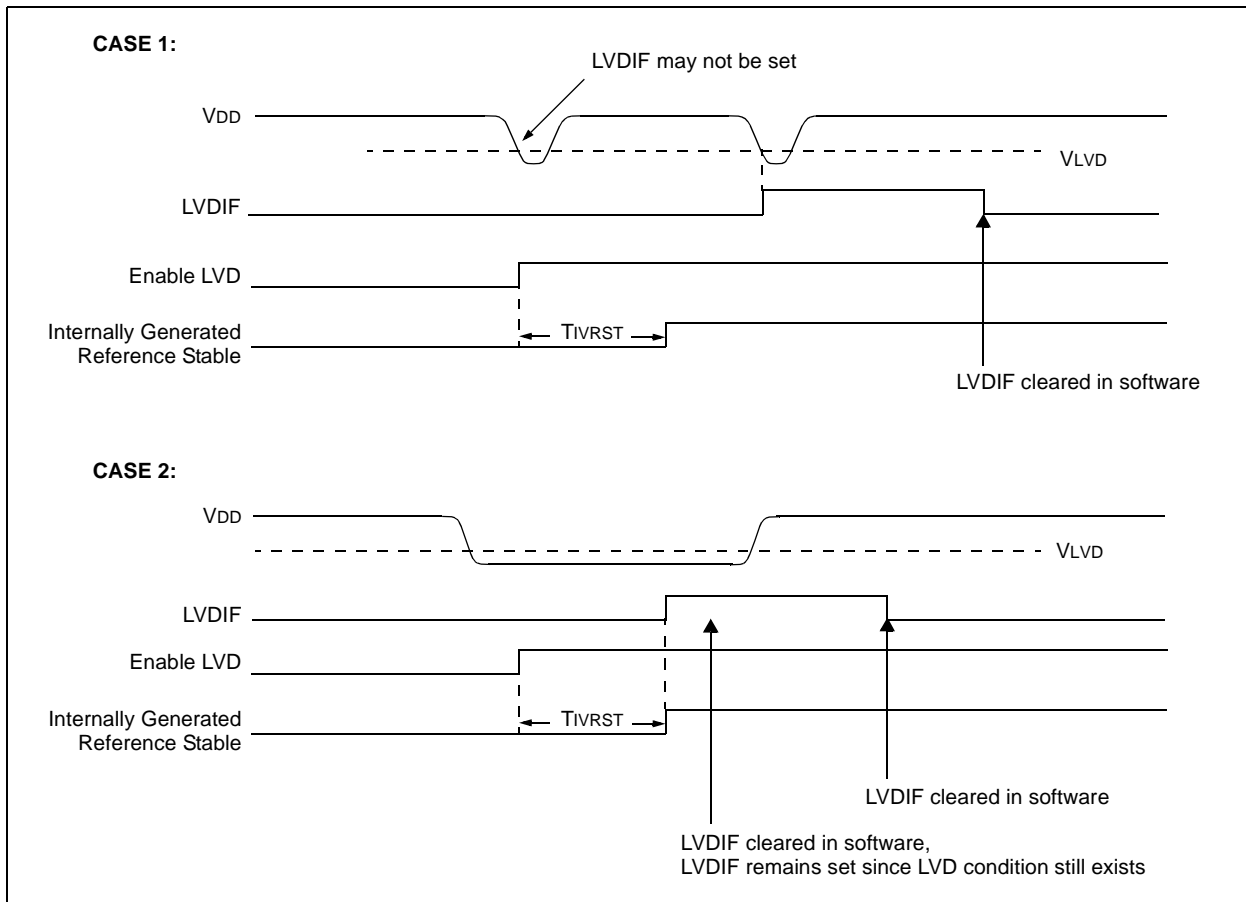 CASE 1:
LVDIF may not be set
VDD
VLVD
LVDIF
Enable LVD
Internally Generated
Reference Stable
TIVRST
LVDIF cleared in software
CASE 2:
VDD
VLVD
LVDIF
Enable LVD
Internally Generated
Reference Stable
TIVRST
LVDIF cleared in software
LVDIF cleared in software,
LVDIF remains set since LVD condition still exists